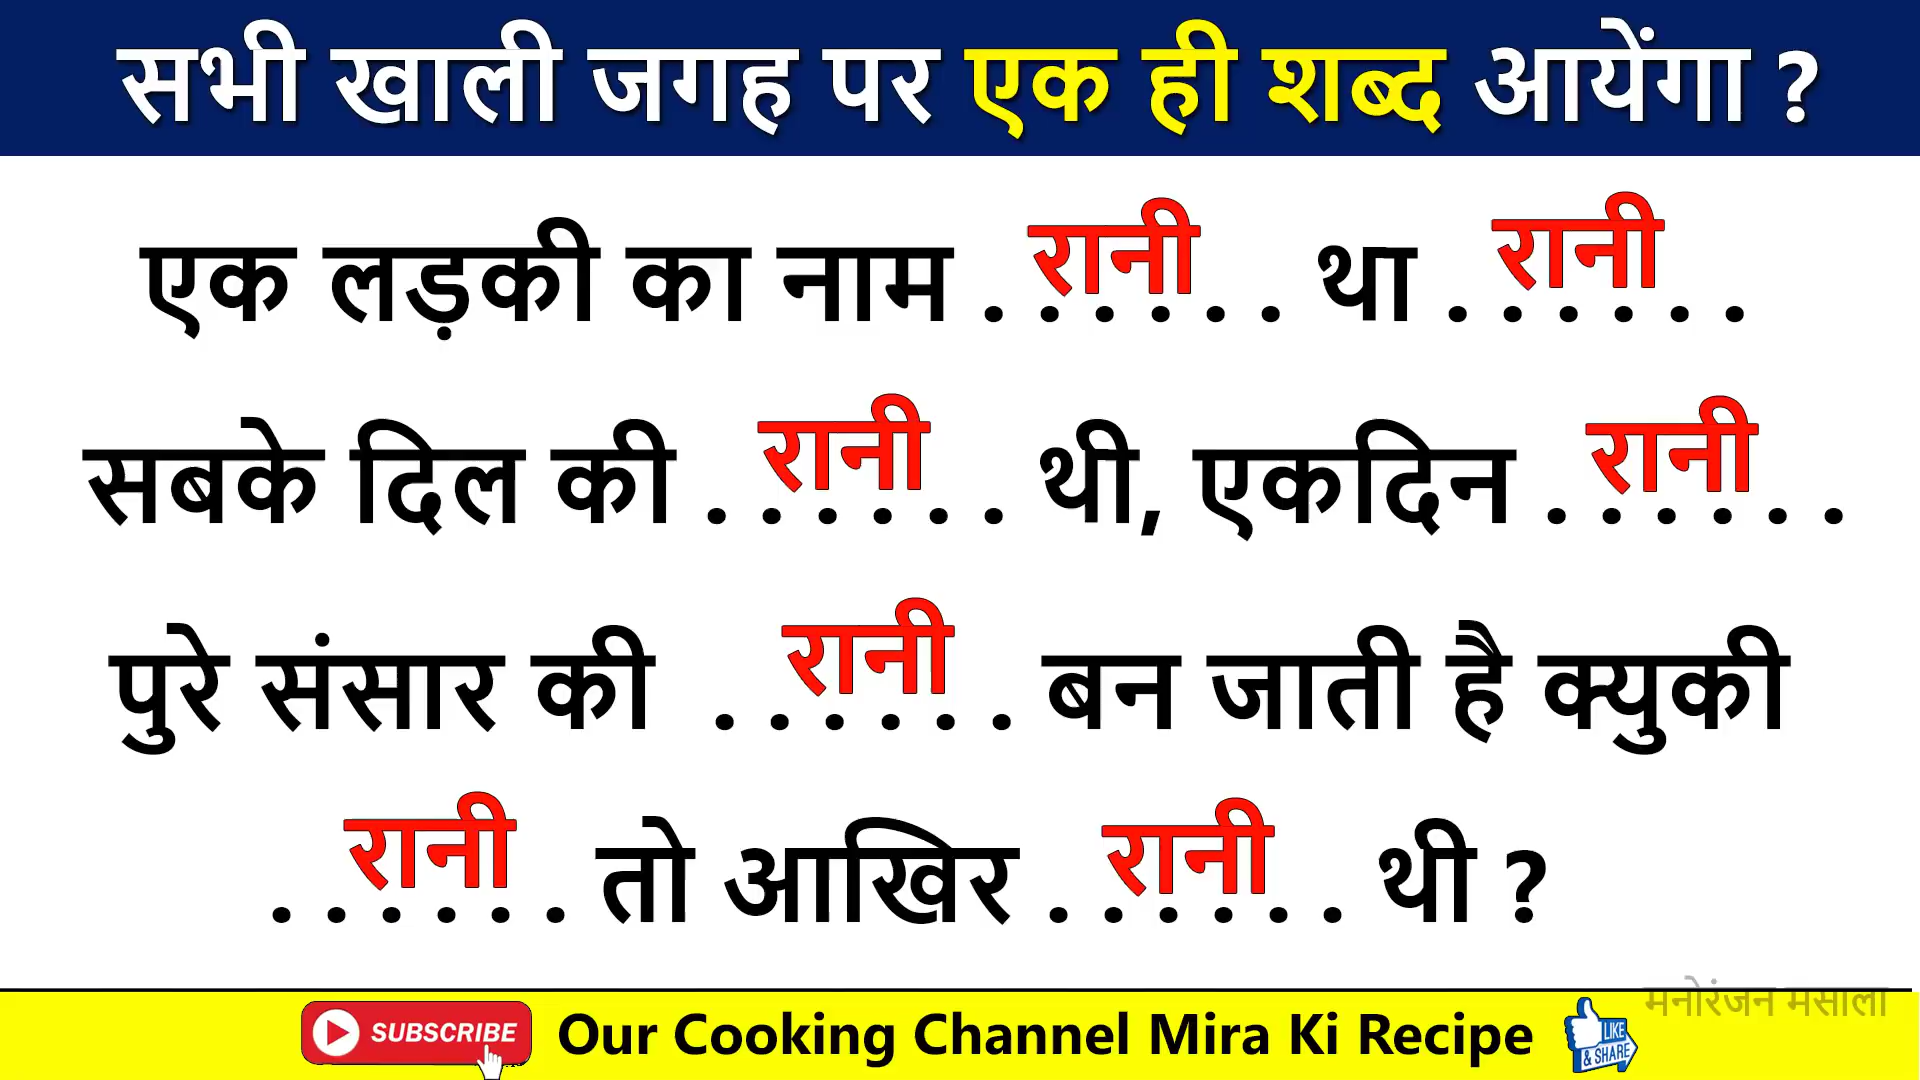 सभी खाली जगह पर एक ही शब्द आयेंगा ?
एक लड़की का नाम . . रानी . . था . . रानी . .
सबके दिल की . . रानी . . थी, एकदिन . . रानी . .
पुरे संसार की . . रानी . . बन जाती है क्युकी
. . रानी . . तो आखिर . . रानी . . थी ?
SUBSCRIBE Our Cooking Channel Mira Ki Recipe LIKE & SHARE
मनोरंजन मसाला